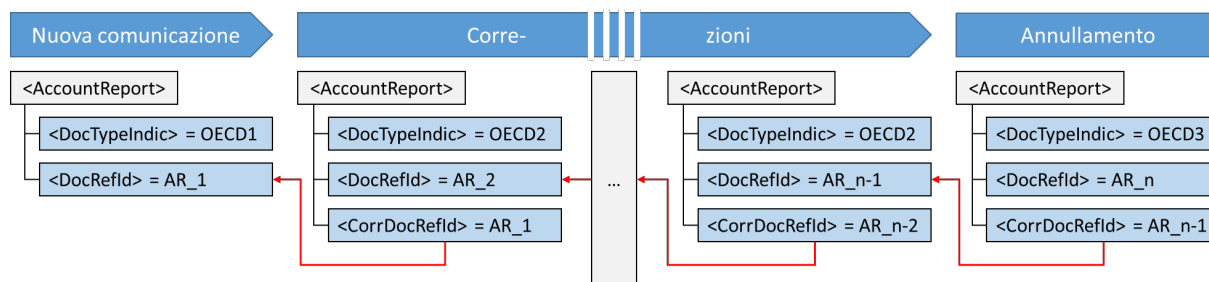 Nuova comunicazione
Corre-
zioni
Annullamento
<AccountReport>
<DocTypeIndic> = OECD1
<DocRefId> = AR_1
<AccountReport>
<DocTypeIndic> = OECD2
<DocRefId> = AR_2
<CorrDocRefId> = AR_1
...
<AccountReport>
<DocTypeIndic> = OECD2
<DocRefId> = AR_n-1
<CorrDocRefId> = AR_n-2
<AccountReport>
<DocTypeIndic> = OECD3
<DocRefId> = AR_n
<CorrDocRefId> = AR_n-1